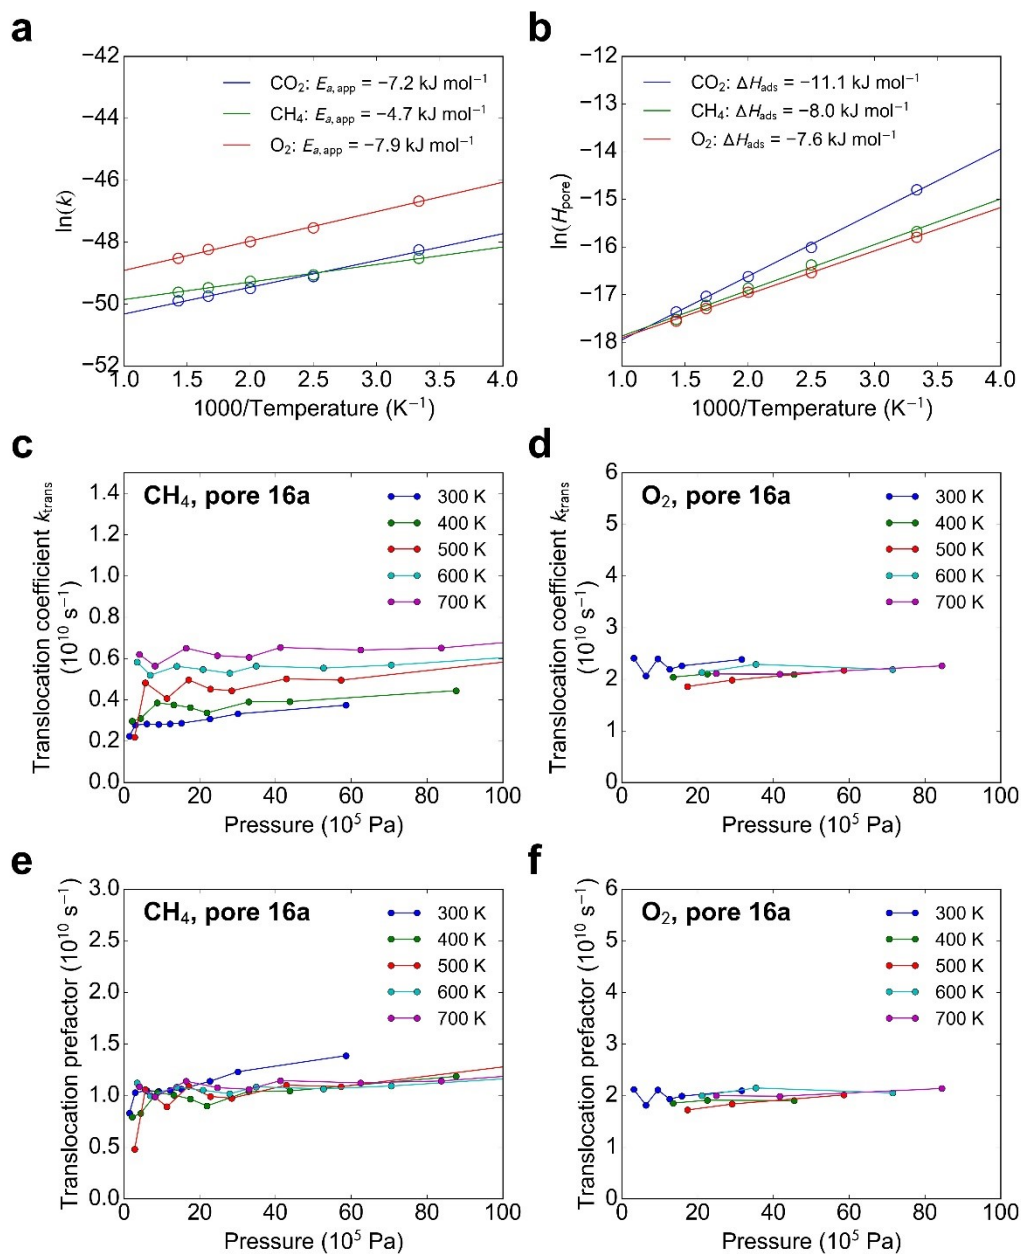 a
ln(k)
−42
−44
−46
−48
−50
−52
CO₂: Eₐ,ₐₚₚ = −7.2 kJ mol⁻¹
CH₄: Eₐ,ₐₚₚ = −4.7 kJ mol⁻¹
O₂: Eₐ,ₐₚₚ = −7.9 kJ mol⁻¹
1.0 1.5 2.0 2.5 3.0 3.5 4.0
1000/Temperature (K⁻¹)
b
ln(Hpore)
−12
−13
−14
−15
−16
−17
−18
CO₂: ΔHads = −11.1 kJ mol⁻¹
CH₄: ΔHads = −8.0 kJ mol⁻¹
O₂: ΔHads = −7.6 kJ mol⁻¹
1.0 1.5 2.0 2.5 3.0 3.5 4.0
1000/Temperature (K⁻¹)
c
Translocation coefficient ktrans
(10¹⁰ s⁻¹)
1.4
1.2
1.0
0.8
0.6
0.4
0.2
0.0
CH₄, pore 16a
300 K
400 K
500 K
600 K
700 K
0 20 40 60 80 100
Pressure (10⁵ Pa)
d
Translocation coefficient ktrans
(10¹⁰ s⁻¹)
6
5
4
3
2
1
0
O₂, pore 16a
300 K
400 K
500 K
600 K
700 K
0 20 40 60 80 100
Pressure (10⁵ Pa)
e
Translocation prefactor (10¹⁰ s⁻¹)
3.0
2.5
2.0
1.5
1.0
0.5
0.0
CH₄, pore 16a
300 K
400 K
500 K
600 K
700 K
0 20 40 60 80 100
Pressure (10⁵ Pa)
f
Translocation prefactor (10¹⁰ s⁻¹)
6
5
4
3
2
1
0
O₂, pore 16a
300 K
400 K
500 K
600 K
700 K
0 20 40 60 80 100
Pressure (10⁵ Pa)